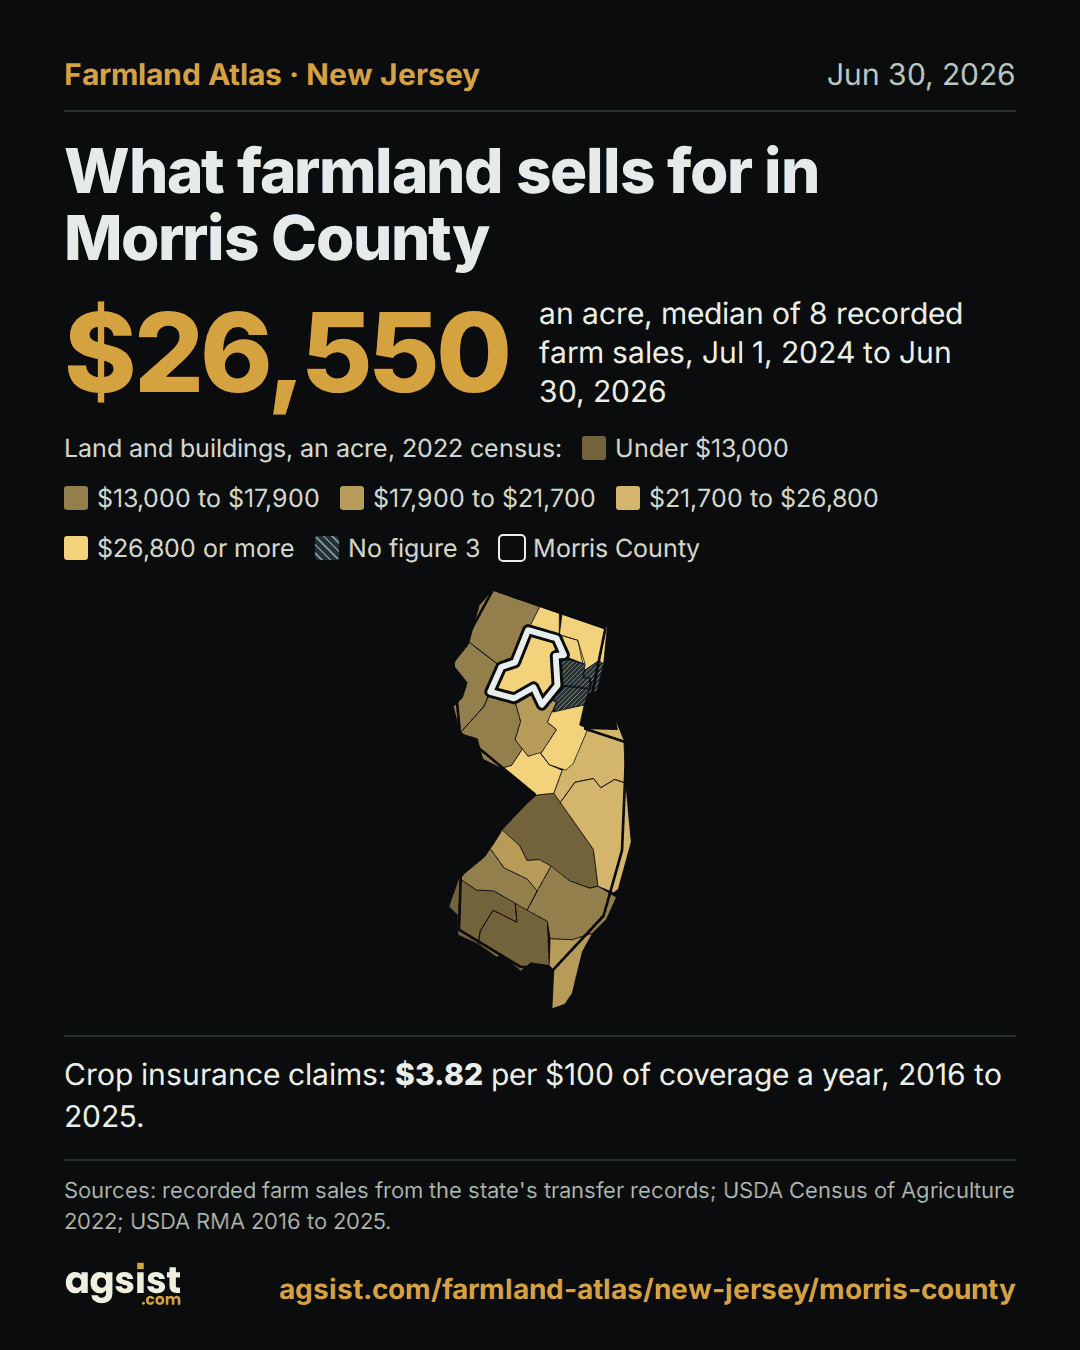 Farmland Atlas · New Jersey
Jun 30, 2026
What farmland sells for in
Morris County
$26,550
an acre, median of 8 recorded
farm sales, Jul 1, 2024 to Jun
30, 2026
Land and buildings, an acre, 2022 census: Under $13,000
$13,000 to $17,900 $17,900 to $21,700 $21,700 to $26,800
$26,800 or more No figure 3 Morris County
Crop insurance claims: $3.82 per $100 of coverage a year, 2016 to
2025.
Sources: recorded farm sales from the state's transfer records; USDA Census of Agriculture
2022; USDA RMA 2016 to 2025.
agsist.com
agsist.com/farmland-atlas/new-jersey/morris-county